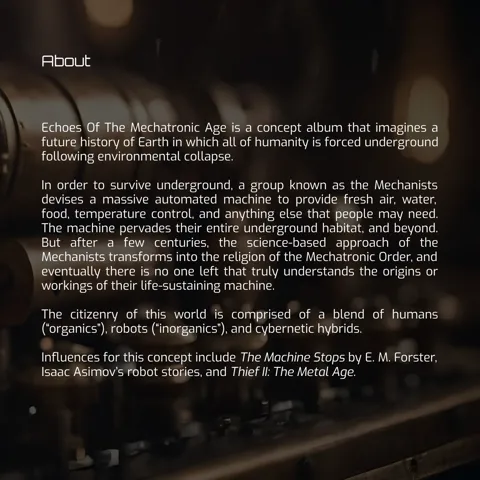 About
Echoes Of The Mechatronic Age is a concept album that imagines a
future history of Earth in which all of humanity is forced underground
following environmental collapse.
In order to survive underground, a group known as the Mechanists
devises a massive automated machine to provide fresh air, water,
food, temperature control, and anything else that people may need.
The machine pervades their entire underground habitat, and beyond.
But after a few centuries, the science-based approach of the
Mechanists transforms into the religion of the Mechatronic Order, and
eventually there is no one left that truly understands the origins or
workings of their life-sustaining machine.
The citizenry of this world is comprised of a blend of humans
("organics"), robots ("inorganics"), and cybernetic hybrids.
Influences for this concept include The Machine Stops by E. M. Forster,
Isaac Asimov's robot stories, and Thief II: The Metal Age.